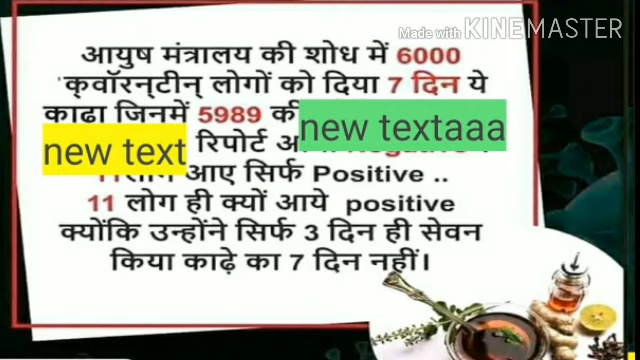 Made with KINEMASTER
आयुष मंत्रालय की शोध में 6000
'क्वॉरन्टीन् लोगों को दिया 7 दिन ये
काढा जिनमें 5989 की
new textaaa
new text रिपोर्ट
आए सिर्फ Positive ..
11 लोग ही क्यों आये positive
क्योंकि उन्होंने सिर्फ 3 दिन ही सेवन
किया काढ़े का 7 दिन नहीं।